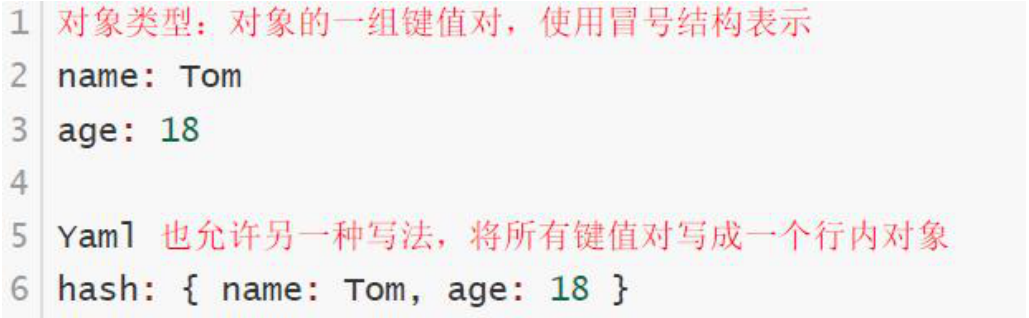 1 对象类型：对象的一组键值对，使用冒号结构表示
2 name: Tom
3 age: 18
4
5 Yaml 也允许另一种写法，将所有键值对写成一个行内对象
6 hash: { name: Tom, age: 18 }